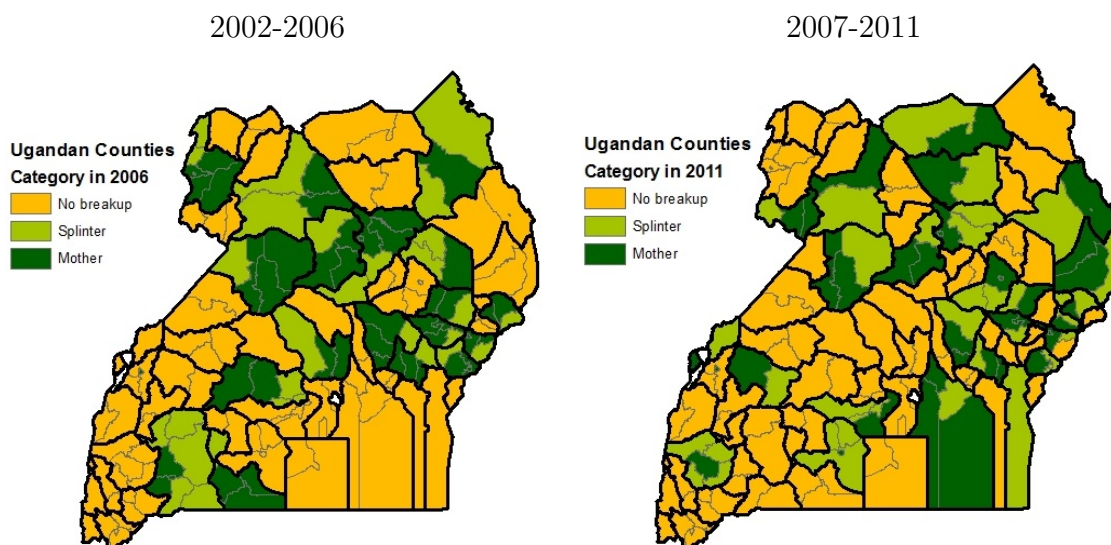 2002-2006
Ugandan Counties
Category in 2006
No breakup
Splinter
Mother
2007-2011
Ugandan Counties
Category in 2011
No breakup
Splinter
Mother